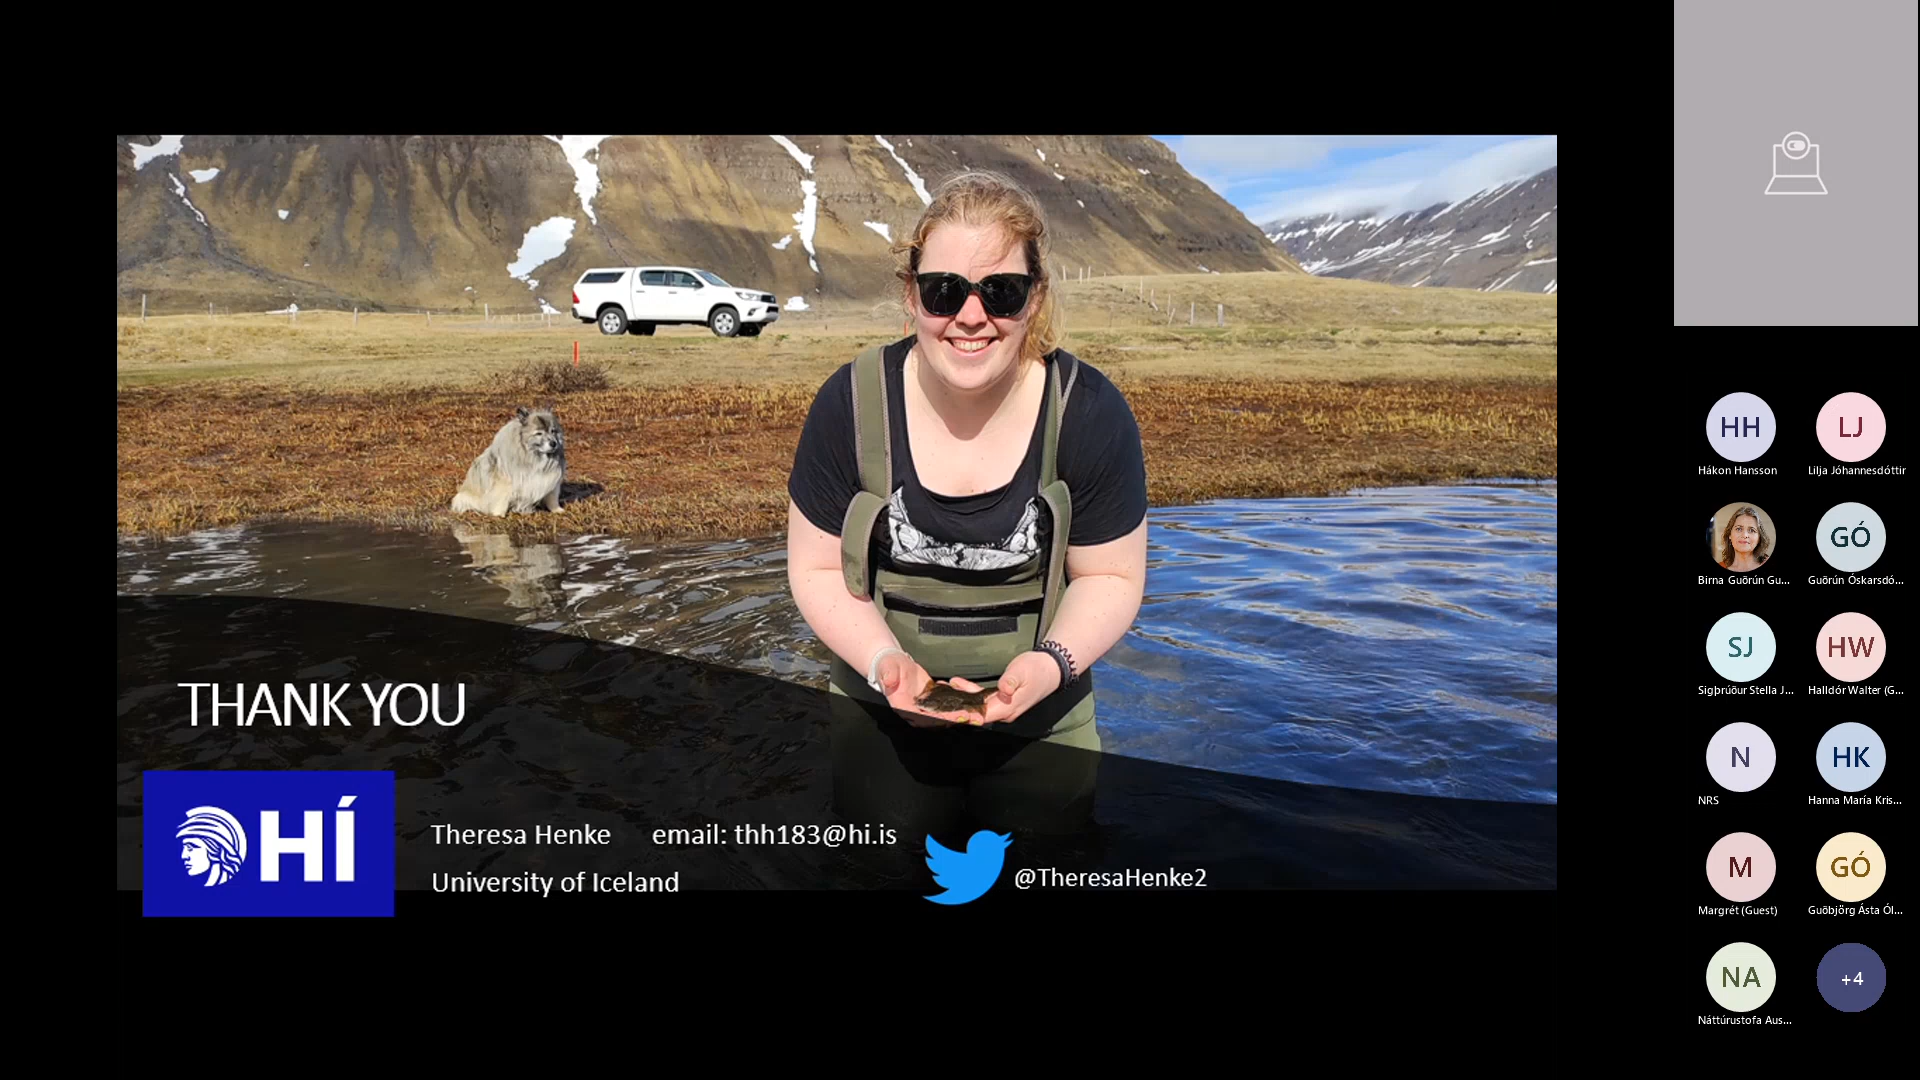 THANK YOU
HÍ
Theresa Henke email: thh183@hi.is
University of Iceland
@TheresaHenke2
HH LJ
Hákon Hansson Lilja Jóhannesdóttir
GÓ
Birna Guðrún Gu... Guðrún Óskarsdó...
SJ HW
Sigþrúður Stella J... Halldór Walter (G...
N HK
NRS Hanna María Kris...
M GÓ
Margrét (Guest) Guðbjörg Ásta Ól...
NA +4
Náttúrustofa Aus...